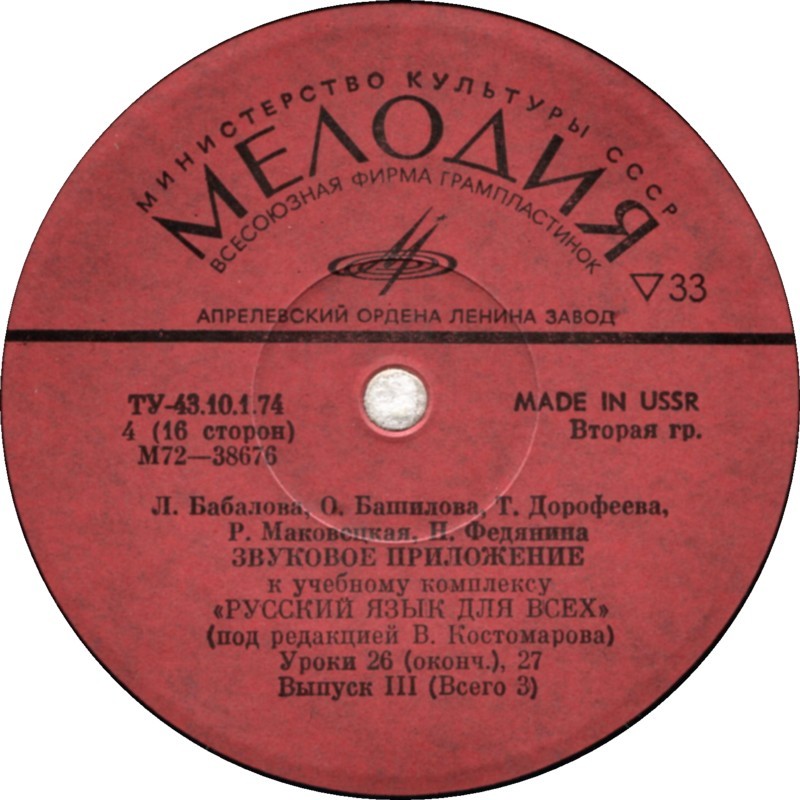 МИНИСТЕРСТВО КУЛЬТУРЫ СССР
МЕЛОДИЯ
ВСЕСОЮЗНАЯ ФИРМА ГРАМПЛАСТИНОК
▽33
АПРЕЛЕВСКИЙ ОРДЕНА ЛЕНИНА ЗАВОД
ТУ-43.10.1.74
4 (16 сторон)
М72—38676
MADE IN USSR
Вторая гр.
Л. Бабалова, О. Башилова, Т. Дорофеева,
Р. Маковецкая, Н. Федянина
ЗВУКОВОЕ ПРИЛОЖЕНИЕ
к учебному комплексу
«РУССКИЙ ЯЗЫК ДЛЯ ВСЕХ»
(под редакцией В. Костомарова)
Уроки 26 (оконч.), 27
Выпуск III (Всего 3)